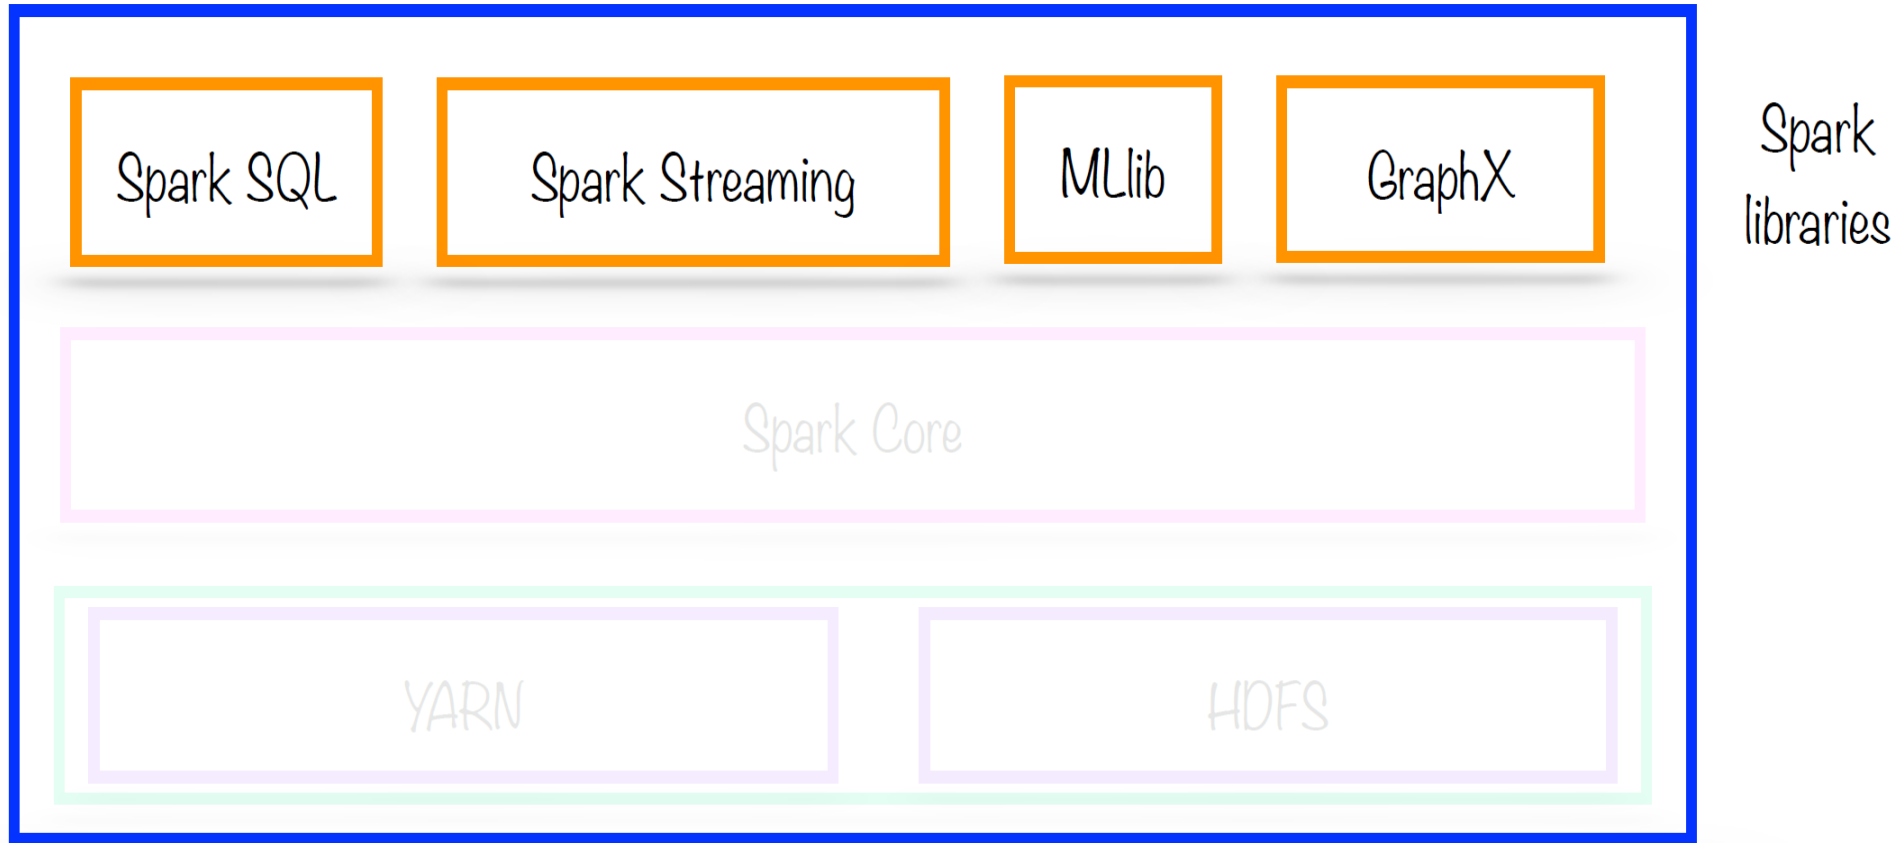 Spark SQL
Spark Streaming
MLlib
GraphX
Spark
libraries
Spark Core
YARN
HDFS